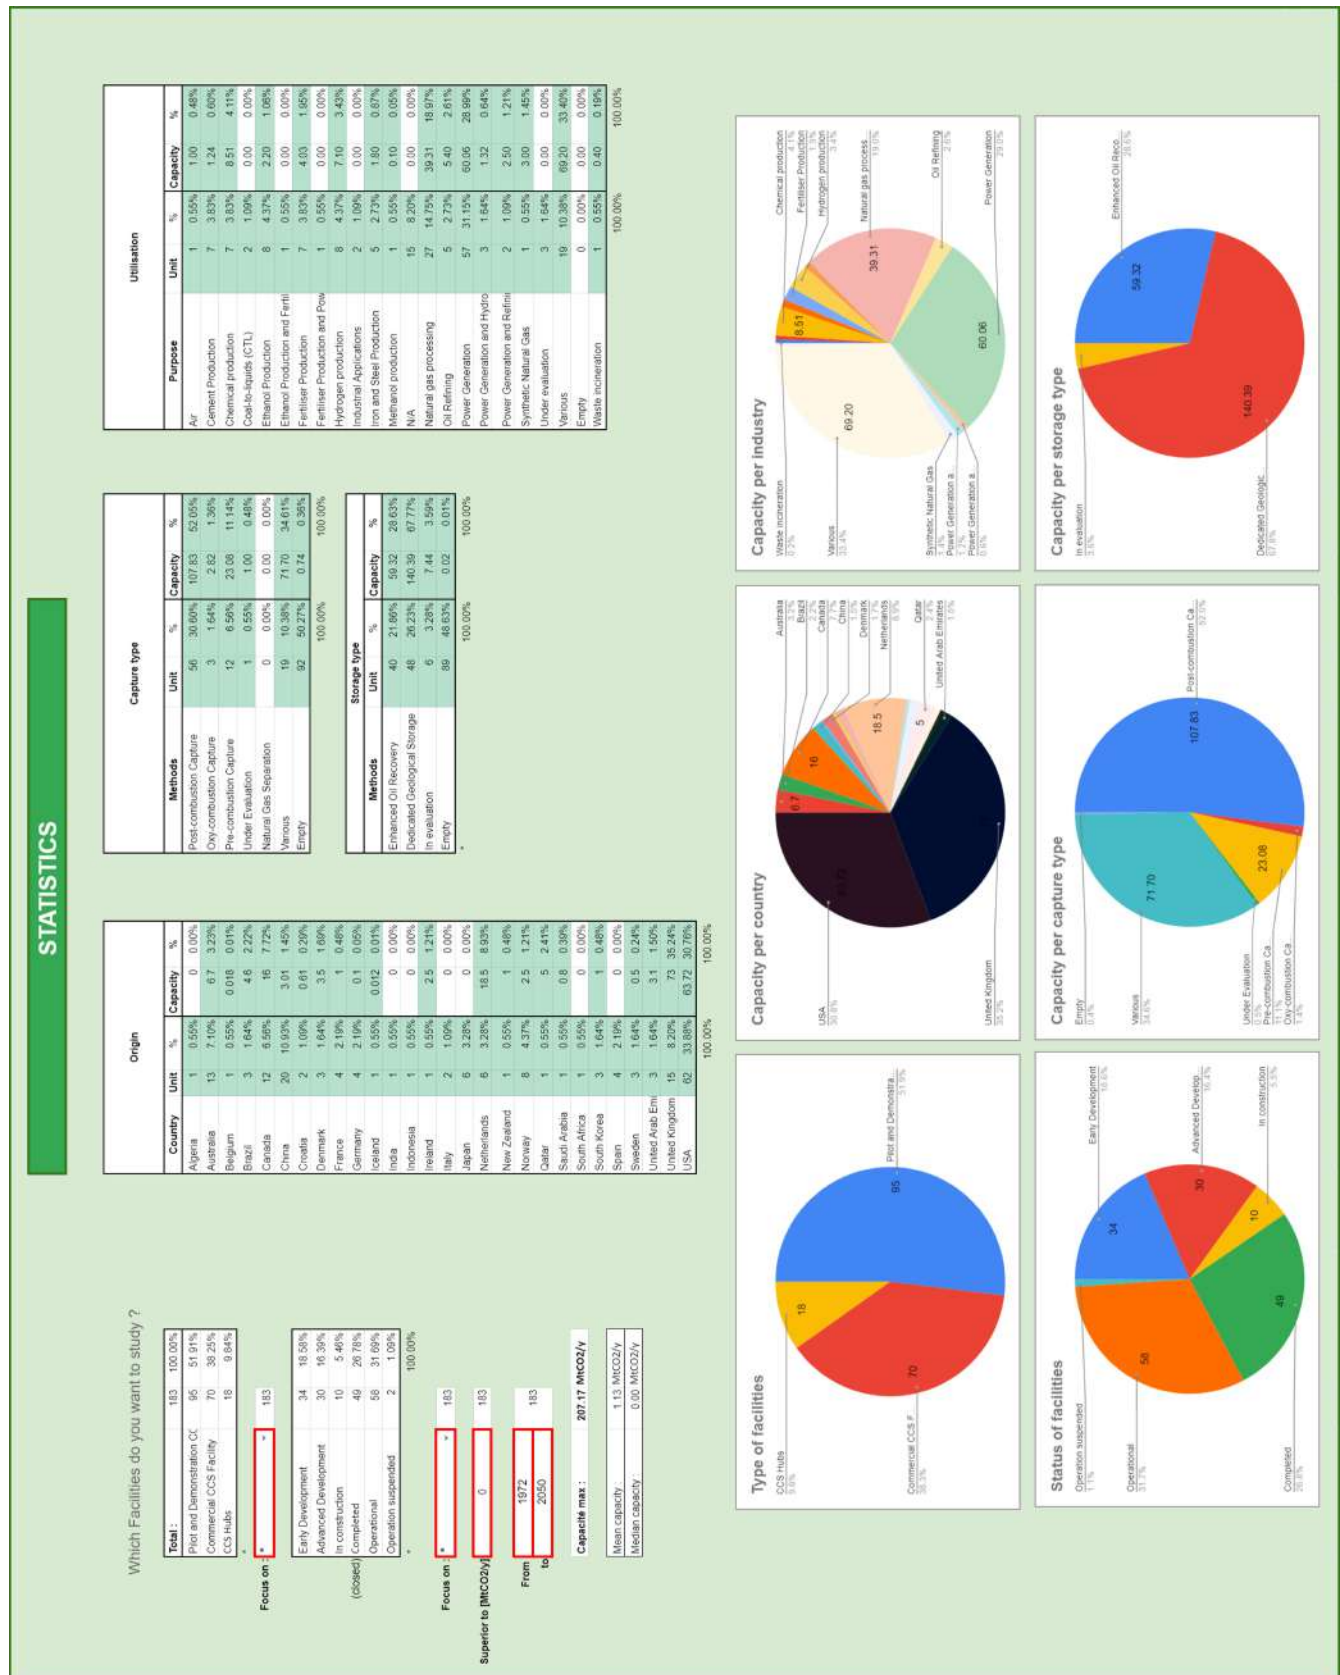 STATISTICS
Which Facilities do you want to study ?
Total : 183 100.00%
Pilot and Demonstration CC 95 51.91%
Commercial CCS Facility 70 38.25%
CCS Hubs 18 9.84%
*
Focus on : * 183
Early Development 34 18.58%
Advanced Development 30 16.39%
In construction 10 5.46%
(closed) Completed 49 26.78%
Operational 58 31.69%
Operation suspended 2 1.09%
* 100.00%
Focus on : * 183
Superior to [MtCO2/y] 0 183
From 1972 183
to 2050
Capacite max : 207.17 MtCO2/y
Mean capacity : 1.13 MtCO2/y
Median capacity : 0.00 MtCO2/y
Origin
Country Unit % Capacity %
Algeria 1 0.55% 0 0.00%
Australia 13 7.10% 6.7 3.23%
Belgium 1 0.55% 0.018 0.01%
Brazil 3 1.64% 4.6 2.22%
Canada 12 6.56% 16 7.72%
China 20 10.93% 3.01 1.45%
Croatia 2 1.09% 0.61 0.29%
Denmark 3 1.64% 3.5 1.69%
France 4 2.19% 1 0.48%
Germany 4 2.19% 0.1 0.05%
Iceland 1 0.55% 0.012 0.01%
India 1 0.55% 0 0.00%
Indonesia 1 0.55% 0 0.00%
Ireland 1 0.55% 2.5 1.21%
Italy 2 1.09% 0 0.00%
Japan 6 3.28% 0 0.00%
Netherlands 6 3.28% 18.5 8.93%
New Zealand 1 0.55% 1 0.48%
Norway 8 4.37% 2.5 1.21%
Qatar 1 0.55% 5 2.41%
Saudi Arabia 1 0.55% 0.8 0.39%
South Africa 1 0.55% 0 0.00%
South Korea 3 1.64% 1 0.48%
Spain 4 2.19% 0 0.00%
Sweden 3 1.64% 0.5 0.24%
United Arab Emi 3 1.64% 3.1 1.50%
United Kingdom 15 8.20% 73 35.24%
USA 62 33.88% 63.72 30.76%
100.00% 100.00%
Capture type
Methods Unit % Capacity %
Post-combustion Capture 56 30.60% 107.83 52.05%
Oxy-combustion Capture 3 1.64% 2.82 1.36%
Pre-combustion Capture 12 6.56% 23.08 11.14%
Under Evaluation 1 0.55% 1.00 0.48%
Natural Gas Separation 0 0.00% 0.00 0.00%
Various 19 10.38% 71.70 34.61%
Empty 92 50.27% 0.74 0.36%
100.00% 100.00%
Storage type
Methods Unit % Capacity %
Enhanced Oil Recovery 40 21.86% 59.32 28.63%
Dedicated Geological Storage 48 26.23% 140.39 67.77%
In evaluation 6 3.28% 7.44 3.59%
Empty 89 48.63% 0.02 0.01%
* 100.00% 100.00%
Utilisation
Purpose Unit % Capacity %
Air 1 0.55% 1.00 0.48%
Cement Production 7 3.83% 1.24 0.60%
Chemical production 7 3.83% 8.51 4.11%
Coal-to-liquids (CTL) 2 1.09% 0.00 0.00%
Ethanol Production 8 4.37% 2.20 1.06%
Ethanol Production and Fertil 1 0.55% 0.00 0.00%
Fertiliser Production 7 3.83% 4.03 1.95%
Fertiliser Production and Pow 1 0.55% 0.00 0.00%
Hydrogen production 8 4.37% 7.10 3.43%
Industrial Applications 2 1.09% 0.00 0.00%
Iron and Steel Production 5 2.73% 1.80 0.87%
Methanol production 1 0.55% 0.10 0.05%
N/A 15 8.20% 0.00 0.00%
Natural gas processing 27 14.75% 39.31 18.97%
Oil Refining 5 2.73% 5.40 2.61%
Power Generation 57 31.15% 60.06 28.99%
Power Generation and Hydro 3 1.64% 1.32 0.64%
Power Generation and Refini 2 1.09% 2.50 1.21%
Synthetic Natural Gas 1 0.55% 3.00 1.45%
Under evaluation 3 1.64% 0.00 0.00%
Various 19 10.38% 69.20 33.40%
Empty 0 0.00% 0.00 0.00%
Waste incineration 1 0.55% 0.40 0.19%
100.00% 100.00%
Type of facilities
CCS Hubs
9.8%
18
95
Pilot and Demonstra...
51.9%
70
Commercial CCS F...
38.3%
Capacity per country
USA
30.8%
Australia
3.2%
Brazil
2.2%
Canada
7.7%
China
1.5%
Denmark
1.7%
Netherlands
8.9%
Qatar
2.4%
United Arab Emirates
1.5%
6.7
16
18.5
5
United Kingdom
35.2%
Capacity per industry
Waste incineration
0.2%
Various
33.4%
Synthetic Natural Gas
1.4%
Power Generation a...
1.2%
Power Generation a...
0.6%
Chemical production
4.1%
Fertiliser Production
1.9%
Hydrogen production
3.4%
Natural gas process...
19.0%
Oil Refining
2.6%
Power Generation
29.0%
8.51
39.31
69.20
60.06
Status of facilities
Operation suspended
1.1%
Operational
31.7%
Completed
26.8%
Early Development
18.6%
Advanced Develop...
16.4%
In construction
5.5%
34
30
10
49
58
Capacity per capture type
Empty
0.4%
Various
34.6%
Under Evaluation
0.5%
Pre-combustion Ca...
11.1%
Oxy-combustion Ca...
1.4%
Post-combustion Ca...
52.0%
71.70
107.83
23.08
Capacity per storage type
In evaluation
3.6%
Enhanced Oil Reco...
28.6%
59.32
140.39
Dedicated Geologic...
67.8%